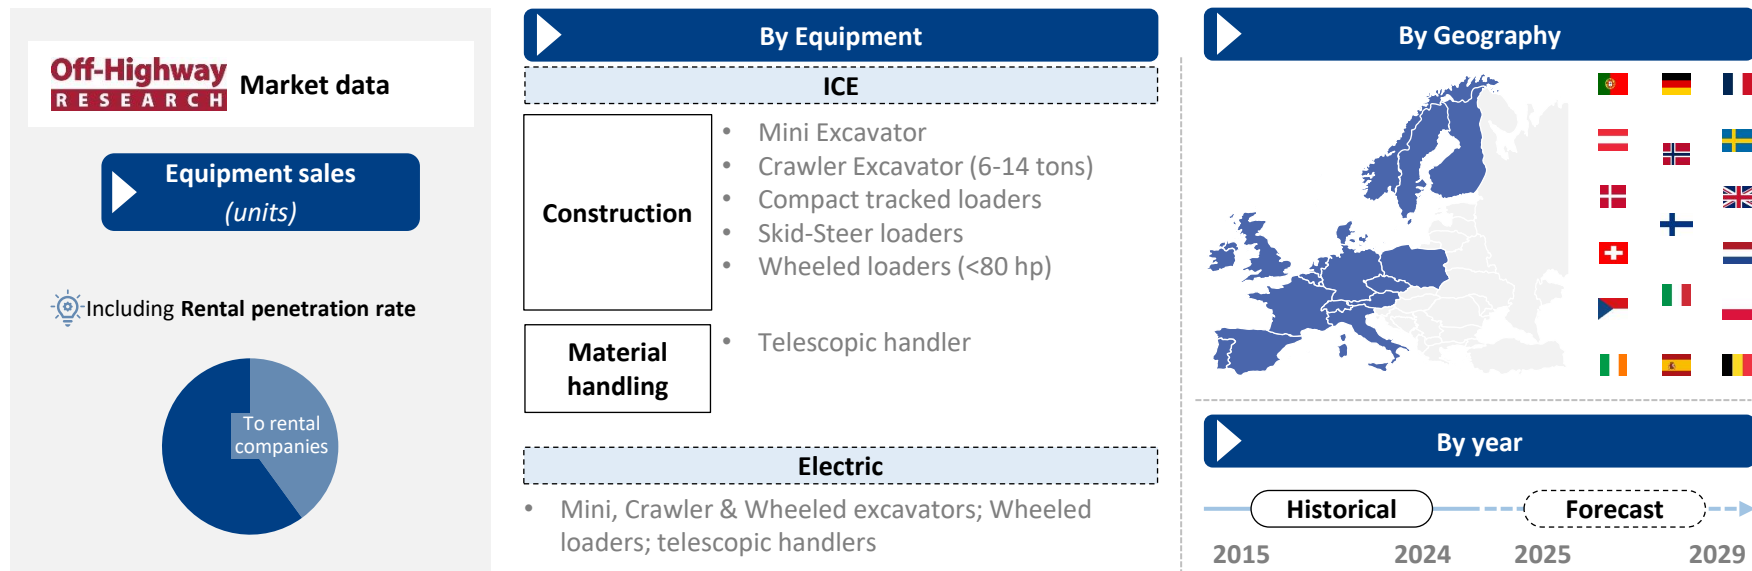 Off-Highway
RESEARCH
Market data
Equipment sales
(units)
Including Rental penetration rate
To rental
companies
By Equipment
ICE
Construction
• Mini Excavator
• Crawler Excavator (6-14 tons)
• Compact tracked loaders
• Skid-Steer loaders
• Wheeled loaders (<80 hp)
Material
handling
• Telescopic handler
Electric
• Mini, Crawler & Wheeled excavators; Wheeled
loaders; telescopic handlers
By Geography
By year
Historical
Forecast
2015
2024
2025
2029